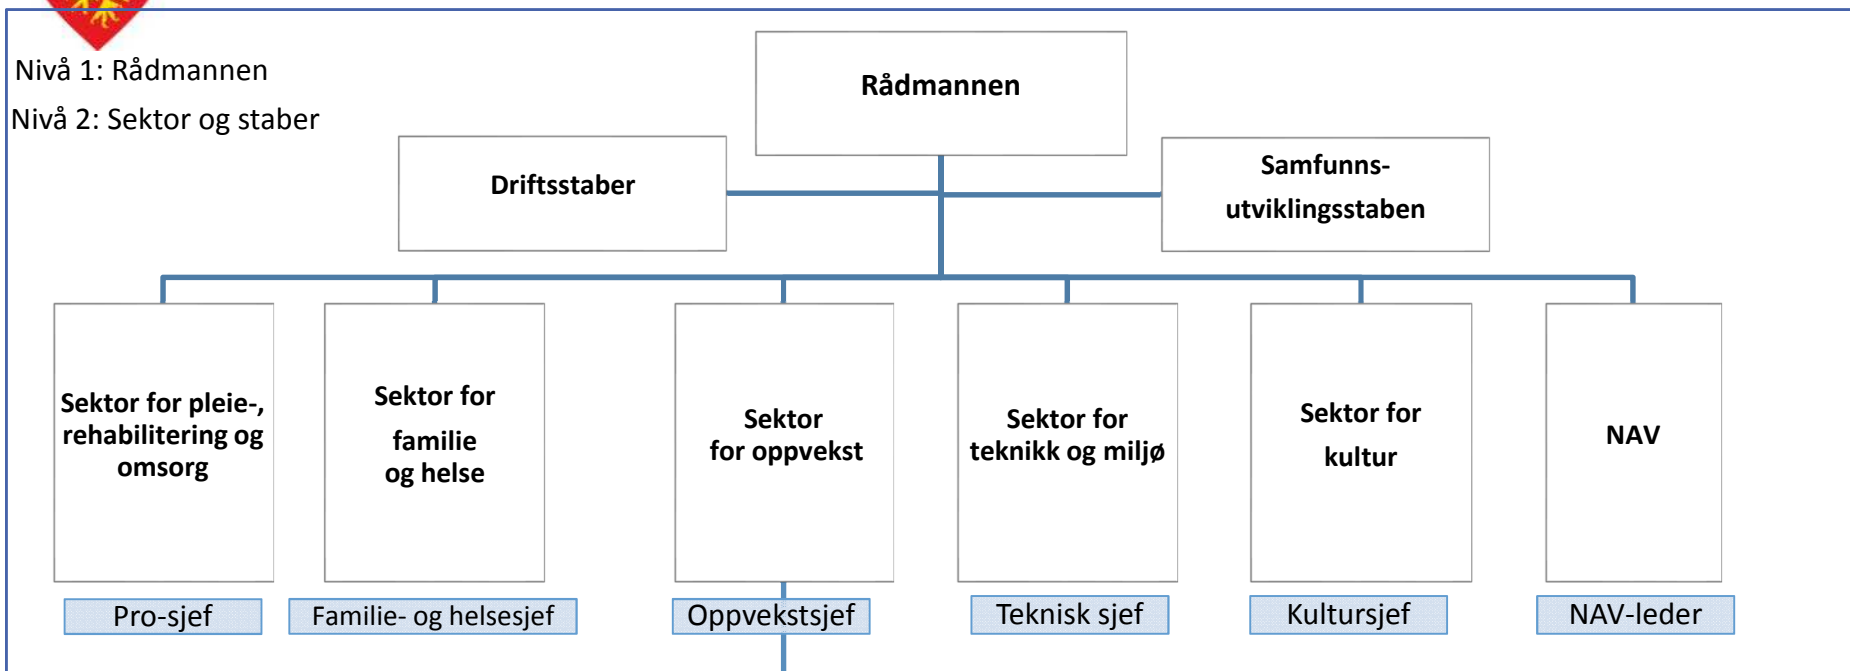 Nivå 1: Rådmannen
Nivå 2: Sektor og staber
Rådmannen
Driftsstaber
Samfunns-
utviklingsstaben
Sektor for pleie-,
rehabilitering og
omsorg
Sektor for
familie
og helse
Sektor
for oppvekst
Sektor for
teknikk og miljø
Sektor for
kultur
NAV
Pro-sjef
Familie- og helsesjef
Oppvekstsjef
Teknisk sjef
Kultursjef
NAV-leder